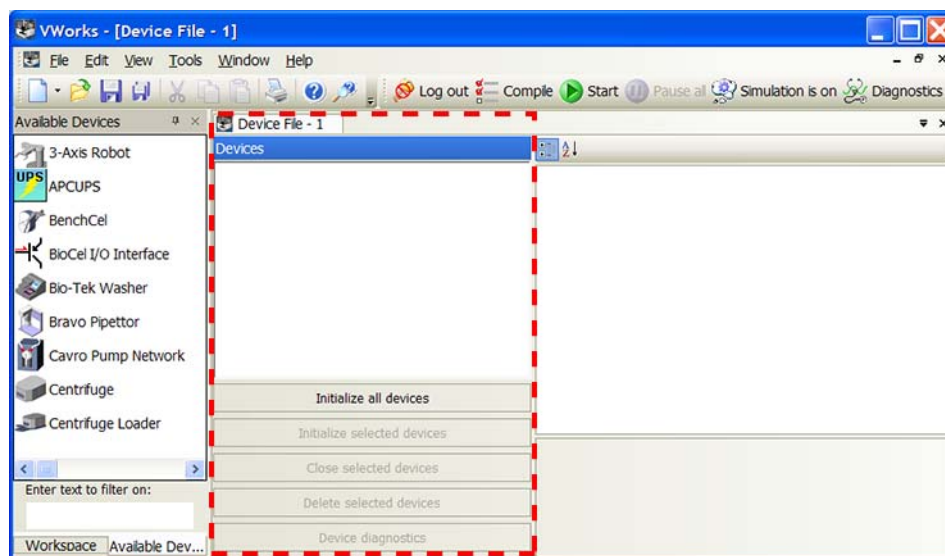 VWorks - [Device File - 1]
File Edit View Tools Window Help
Log out Compile Start Pause all Simulation is on Diagnostics
Available Devices
Device File - 1
Devices
3-Axis Robot
UPS APCUPS
BenchCel
BioCel I/O Interface
Bio-Tek Washer
Bravo Pipettor
Cavro Pump Network
Centrifuge
Centrifuge Loader
Enter text to filter on:
Workspace Available Dev...
Initialize all devices
Initialize selected devices
Close selected devices
Delete selected devices
Device diagnostics